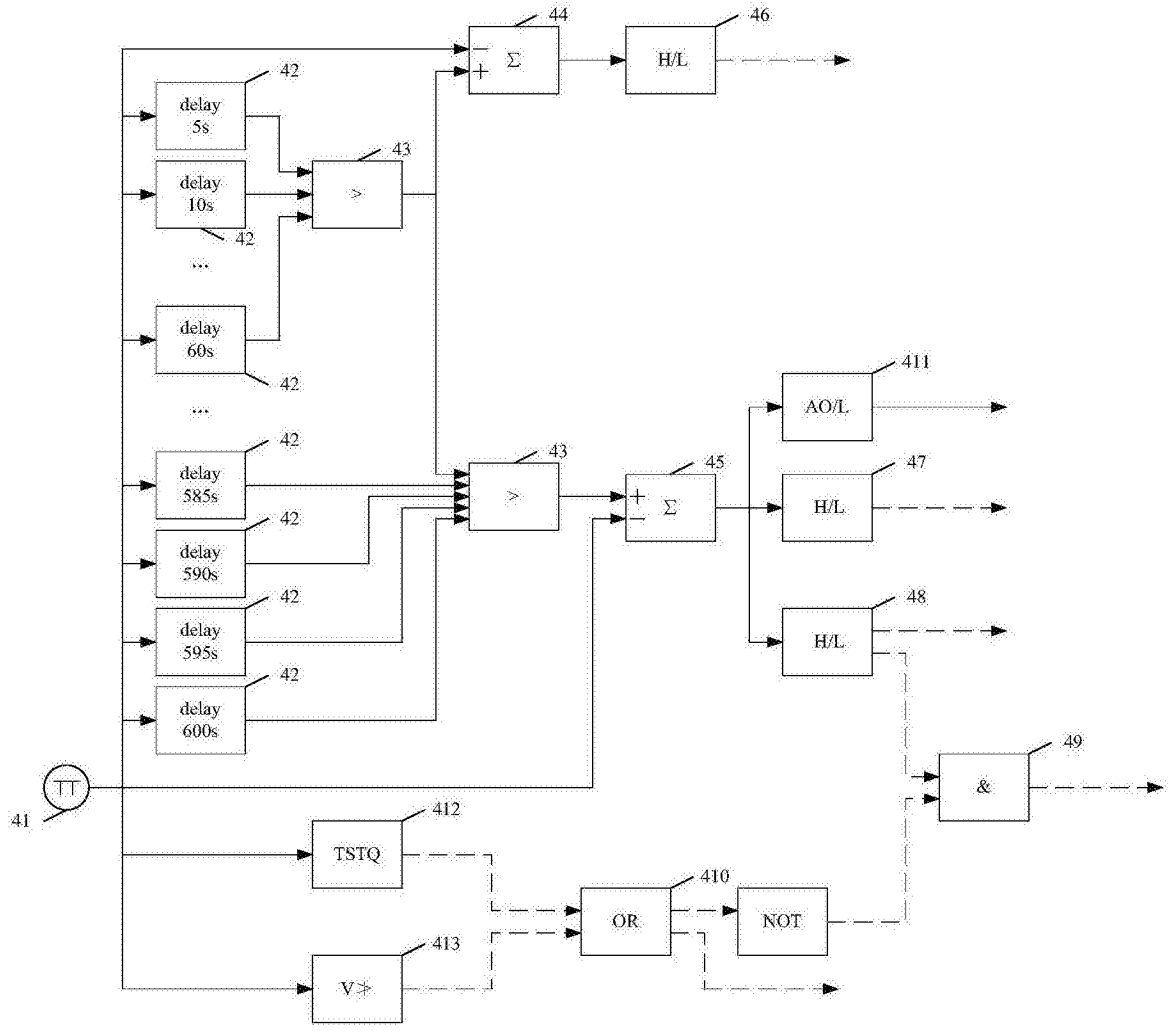 44
46
−
+
Σ
H/L
42
delay
5s
43
delay
10s
>
42
...
delay
60s
42
411
...
AO/L
42
43
45
47
delay
585s
>
+
−
Σ
H/L
42
delay
590s
42
48
delay
595s
H/L
42
delay
600s
49
TT
&
41
412
TSTQ
410
OR
NOT
413
V≯